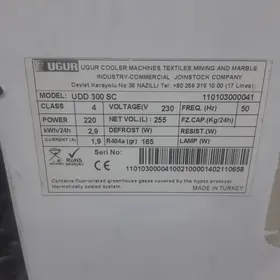 UGUR UGUR COOLER MACHINES, TEXTILES, MINING AND MARBLE
INDUSTRY-COMMERCIAL JOINSTOCK COMPANY
Devlet Karayolu No:36 NAZILLI Tel: +90 256 316 10 00 (17 Lines)
MODEL: UDD 300 SC 110103000041
CLASS 4 VOLTAGE(V 230 FREQ. (Hz) 50
POWER 220 NET VOL.(L) : 255 FZ.CAP.(Kg/24h)
kWh/24h 2,9 DEFROST (W) RESIST. (W)
CURRENT (A) 1,9 R404a (gr) 165 LAMP (W)
Seri No:
11010300004100210001402110658
Contains fluorinated greenhouse gases covered by the Kyoto protocol
Hermetically sealed system MADE IN TURKEY